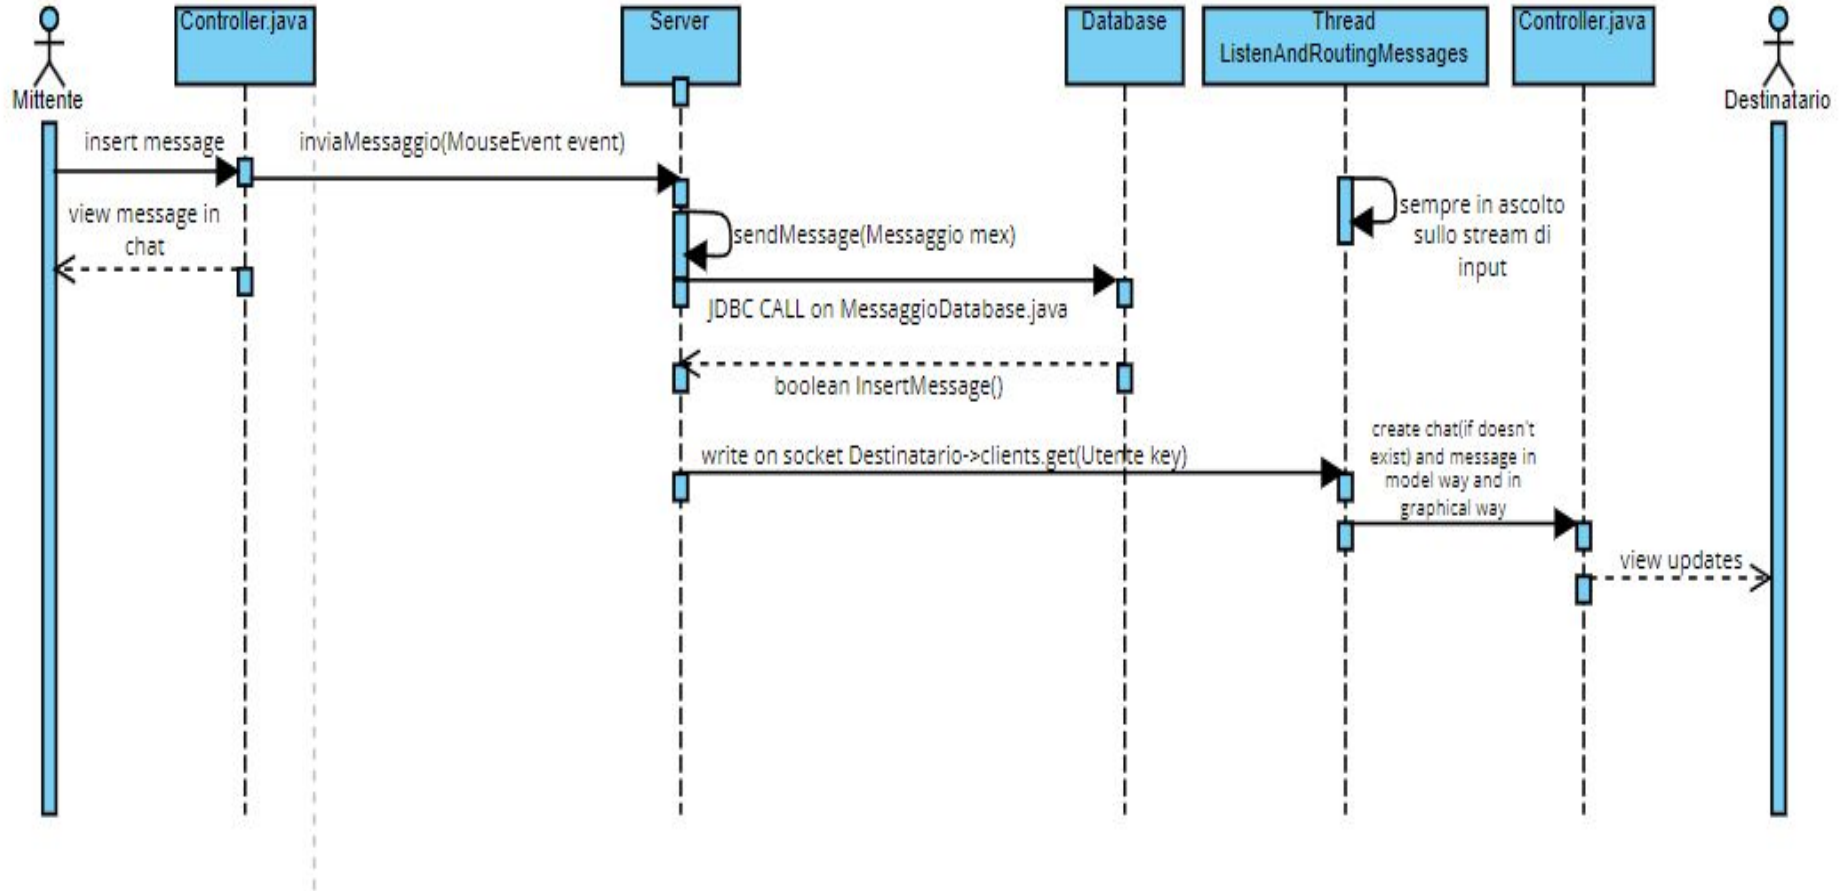 Controller.java
Server
Database
Thread
ListenAndRoutingMessages
Controller.java
Mittente
Destinatario
insert message
inviaMessaggio(MouseEvent event)
view message in
chat
sendMessage(Messaggio mex)
sempre in ascolto
sullo stream di
input
JDBC CALL on MessaggioDatabase.java
boolean InsertMessage()
write on socket Destinatario->clients.get(Utente key)
create chat(if doesn't
exist) and message in
model way and in
graphical way
view updates